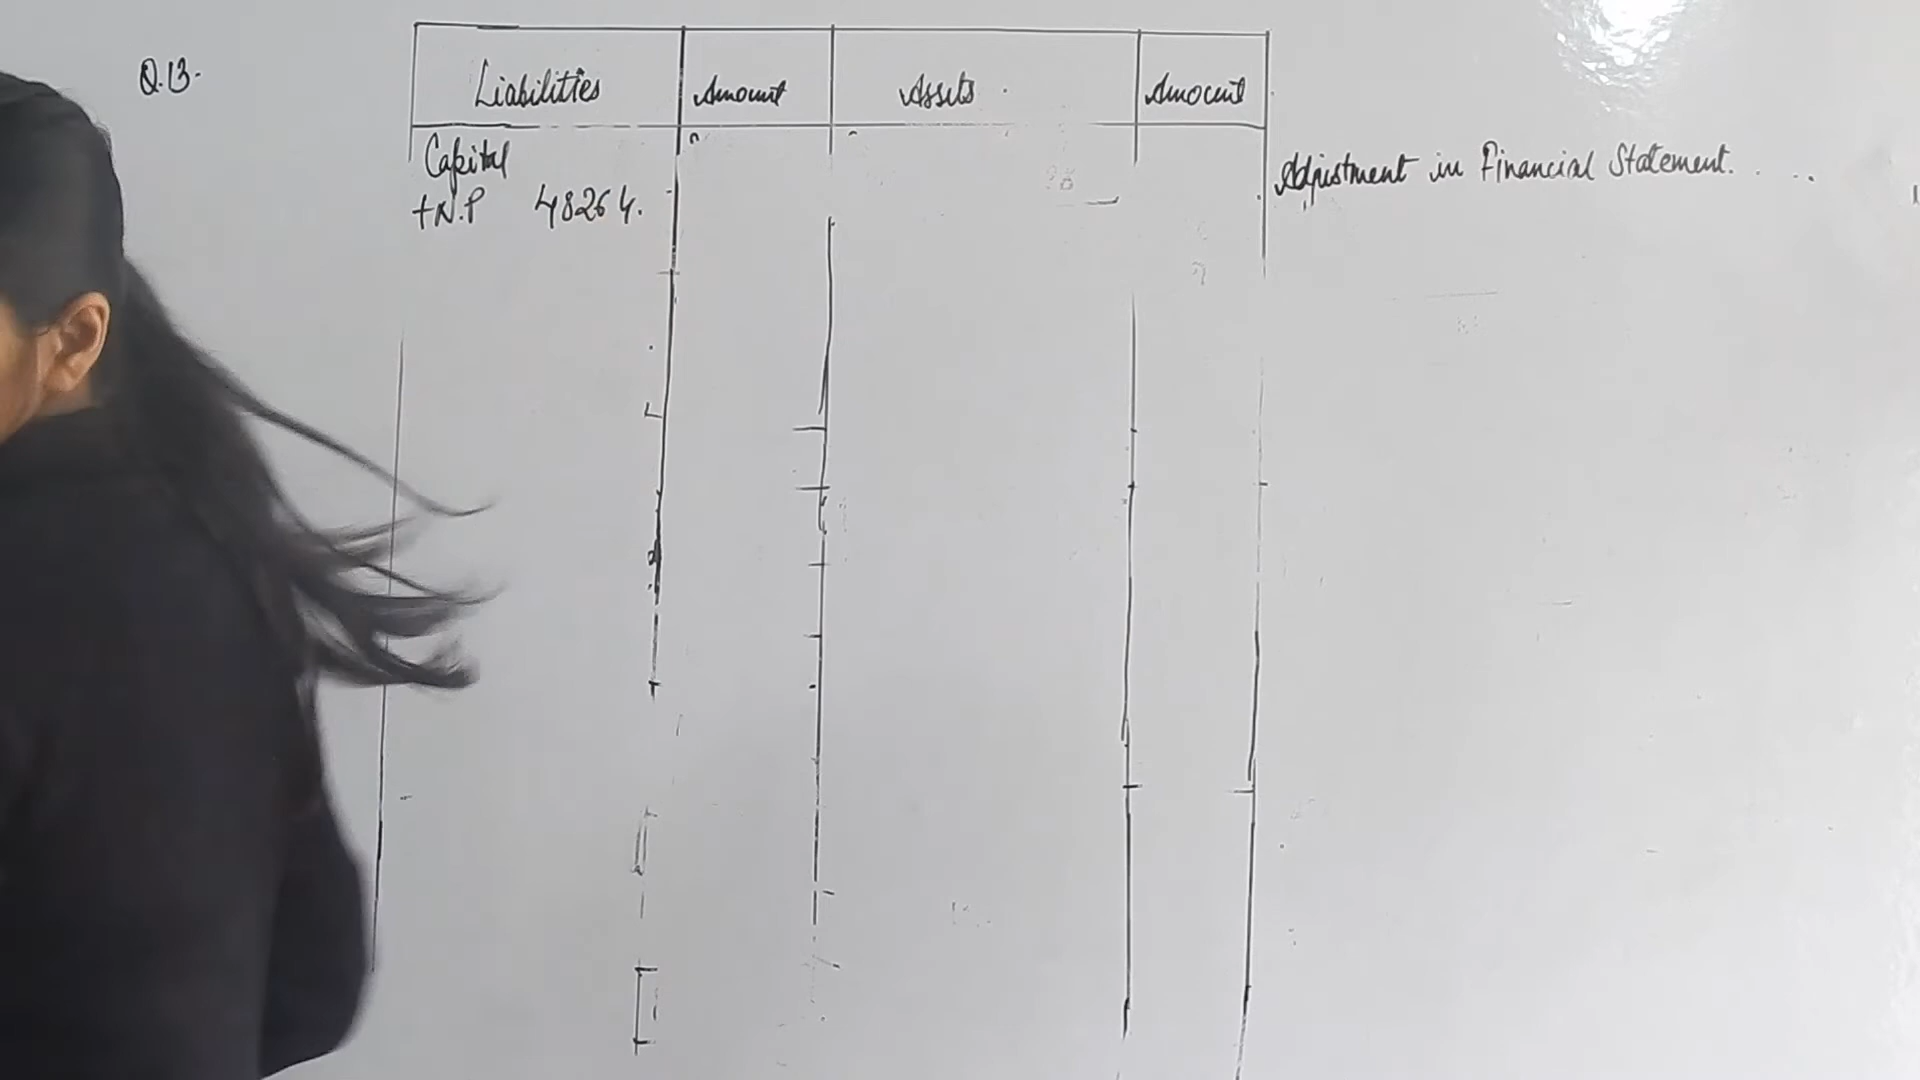 Q.13.
Liabilities Amount Assets Amount
Capital
+N.P 48264.
Adjustment in Financial Statement. . . .